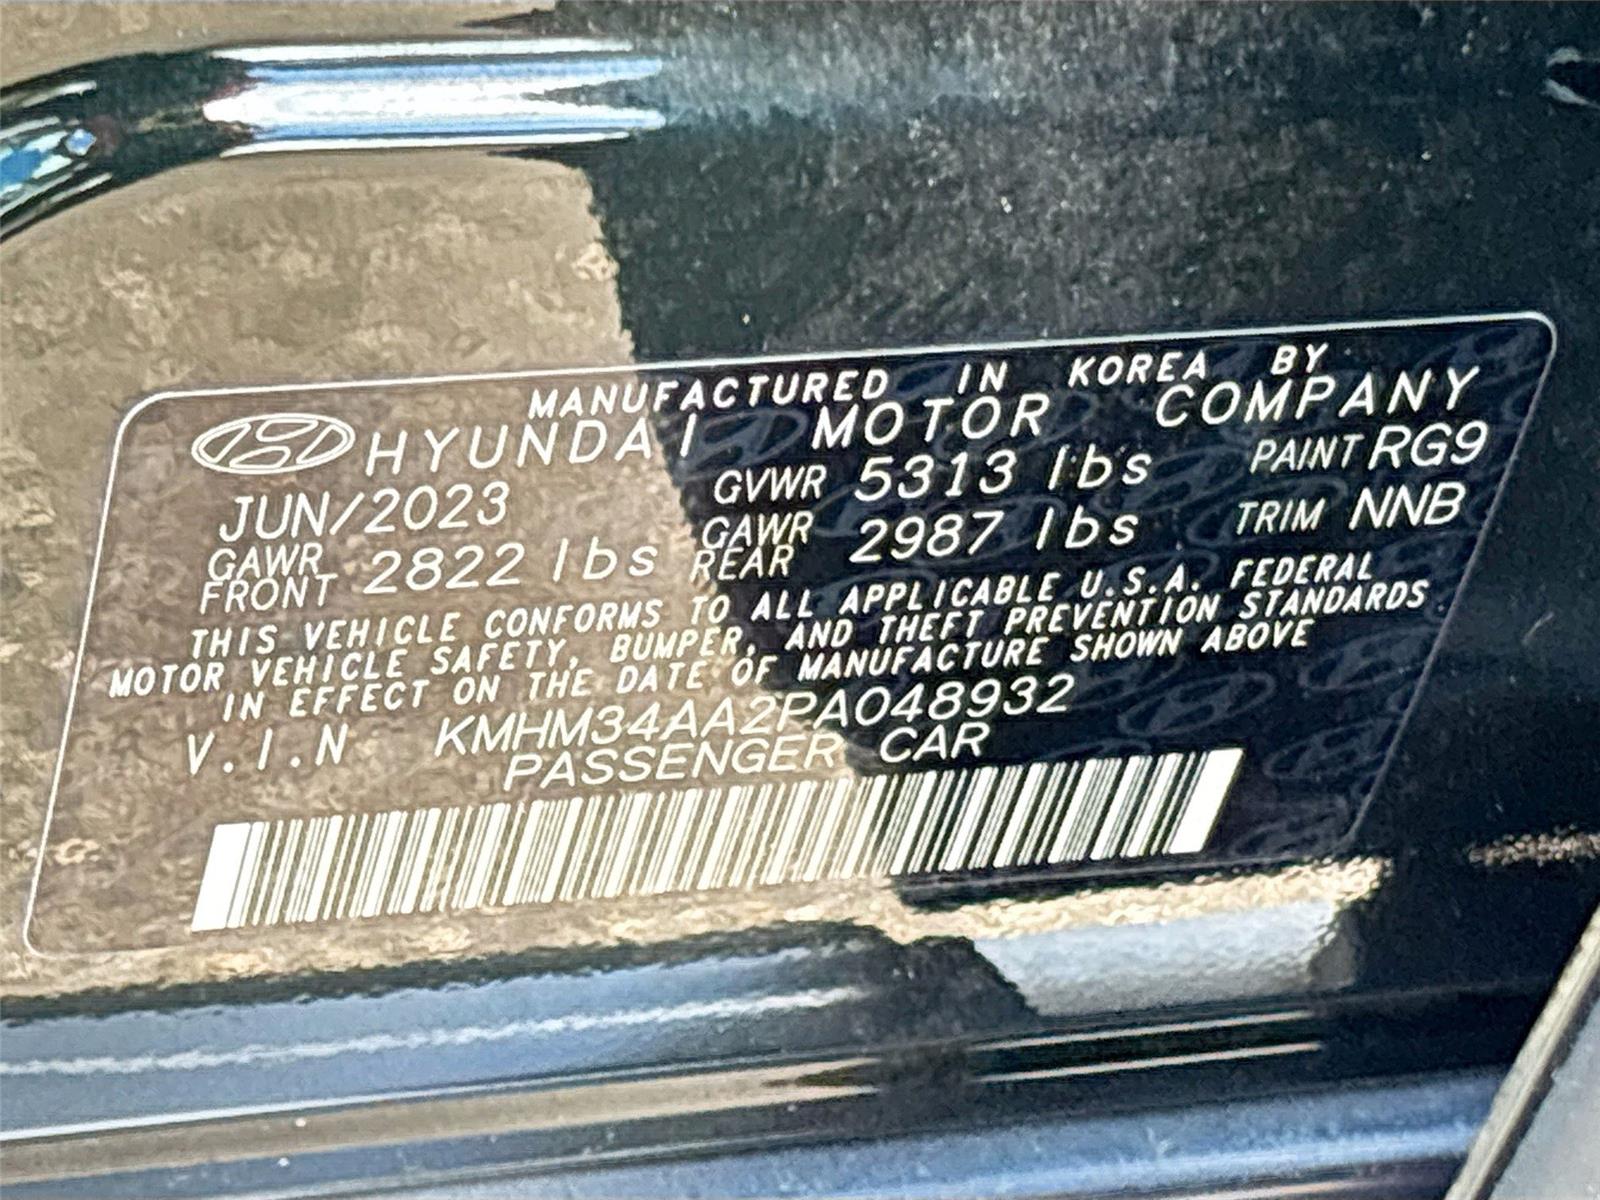 MANUFACTURED IN KOREA BY
HYUNDAI MOTOR COMPANY
JUN/2023 GVWR 5313 lbs PAINT RG9
GAWR FRONT 2822 lbs GAWR REAR 2987 lbs TRIM NNB
THIS VEHICLE CONFORMS TO ALL APPLICABLE U.S.A. FEDERAL
MOTOR VEHICLE SAFETY, BUMPER, AND THEFT PREVENTION STANDARDS
IN EFFECT ON THE DATE OF MANUFACTURE SHOWN ABOVE
V.I.N KMHM34AA2PA048932
PASSENGER CAR